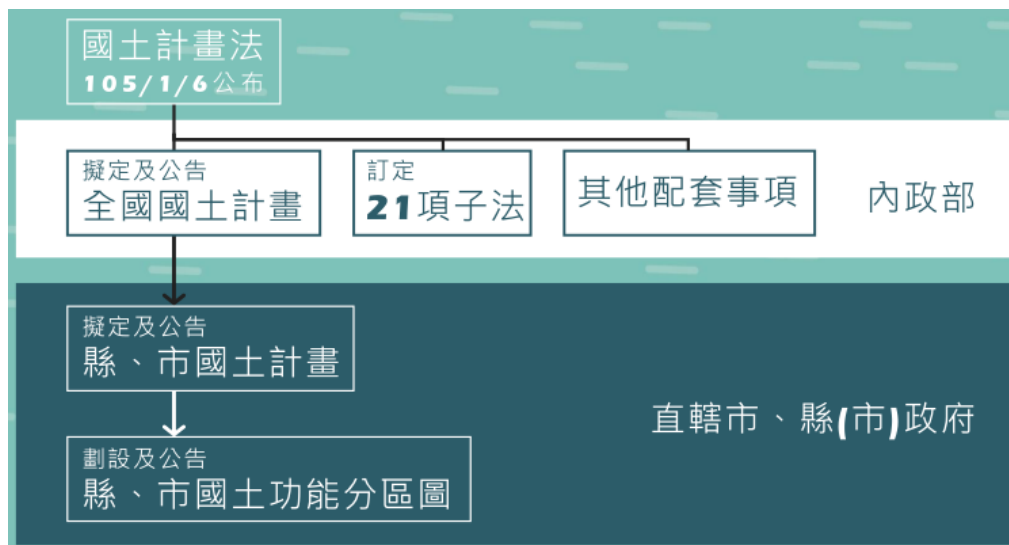 國土計畫法
105/1/6公布
擬定及公告
全國國土計畫
訂定
21項子法
其他配套事項
內政部
擬定及公告
縣、市國土計畫
直轄市、縣(市)政府
劃設及公告
縣、市國土功能分區圖